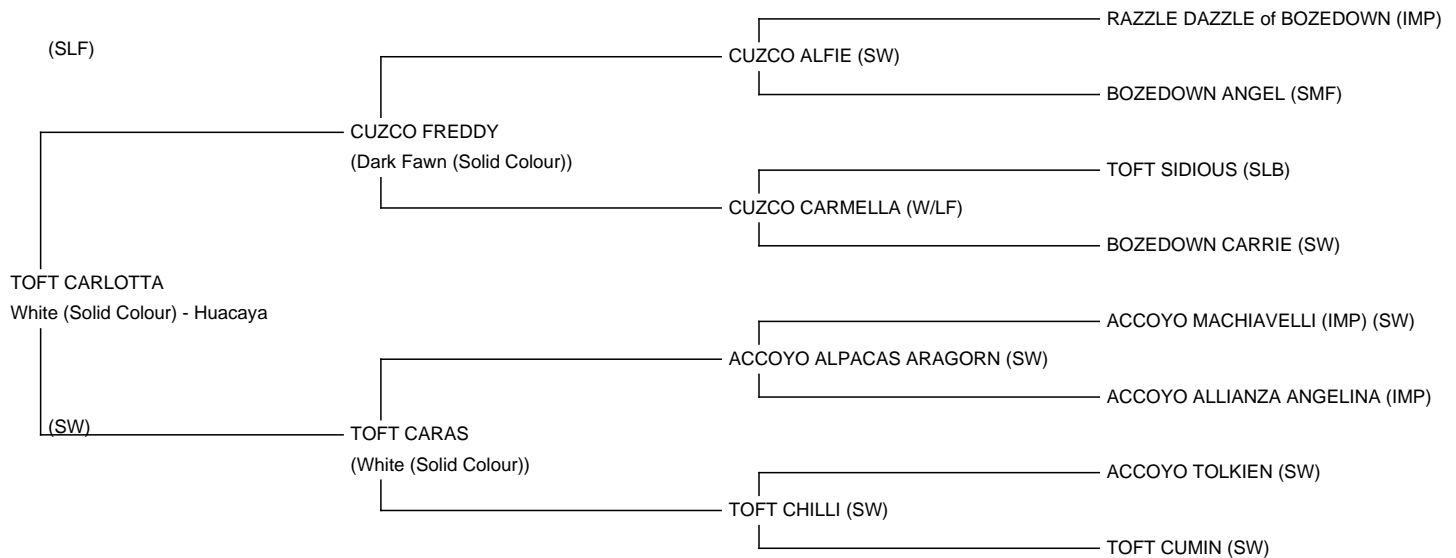 RAZZLE DAZZLE of BOZEDOWN (IMP)
(SLF)
CUZCO ALFIE (SW)
BOZEDOWN ANGEL (SMF)
CUZCO FREDDY
(Dark Fawn (Solid Colour))
TOFT SIDIOUS (SLB)
CUZCO CARMELLA (W/LF)
BOZEDOWN CARRIE (SW)
TOFT CARLOTTA
White (Solid Colour) - Huacaya
ACCOYO MACHIAVELLI (IMP) (SW)
ACCOYO ALPACAS ARAGORN (SW)
ACCOYO ALLIANZA ANGELINA (IMP)
(SW)
TOFT CARAS
(White (Solid Colour))
ACCOYO TOLKIEN (SW)
TOFT CHILLI (SW)
TOFT CUMIN (SW)